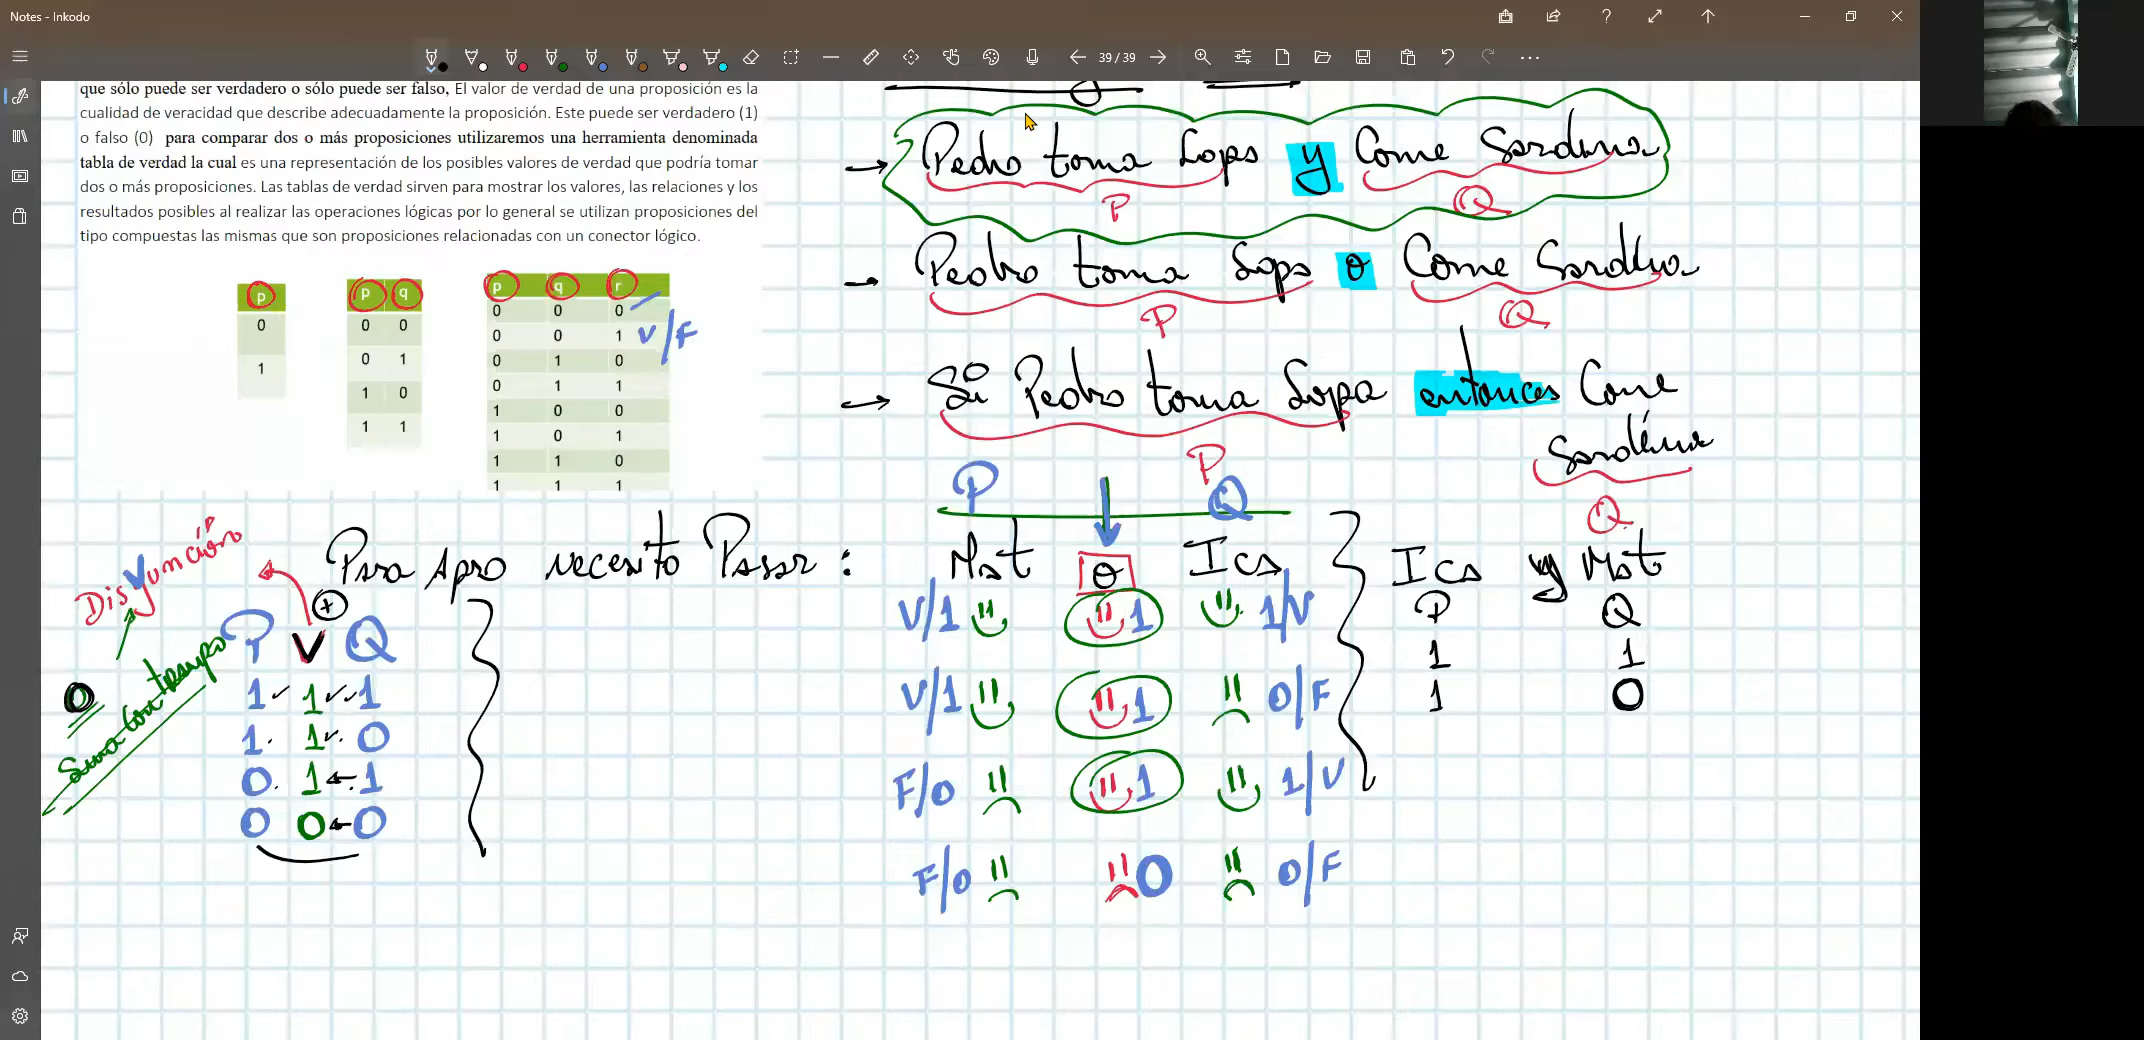 Notes - Inkodo
39 / 39
que sólo puede ser verdadero o sólo puede ser falso, El valor de verdad de una proposición es la
cualidad de veracidad que describe adecuadamente la proposición. Este puede ser verdadero (1)
o falso (0) para comparar dos o más proposiciones utilizaremos una herramienta denominada
tabla de verdad la cual es una representación de los posibles valores de verdad que podría tomar
dos o más proposiciones. Las tablas de verdad sirven para mostrar los valores, las relaciones y los
resultados posibles al realizar las operaciones lógicas por lo general se utilizan proposiciones del
tipo compuestas las mismas que son proposiciones relacionadas con un conector lógico.
p
0
1
p q
0 0
0 1
1 0
1 1
p q r
0 0 0
0 0 1
0 1 0
0 1 1
1 0 0
1 0 1
1 1 0
1 1 1
V/F
→ Pedro toma Sopa y Come Sardina
P Q
→ Pedro toma Sopa o Come Sardina
P Q
→ Si Pedro toma Sopa entonces Come
Sardina
P Q
Disyunción
Para Apro necesito Pasar:
P Q
Mat o Ica
V/1 1 1/V
V/1 1 0/F
F/0 1 1/V
F/0 0 0/F
Ica y Mat
P Q
1 1
1 0
+
P V Q
1 1 1
1 1 0
0 1 1
0 0 0
O
Suma con trampa